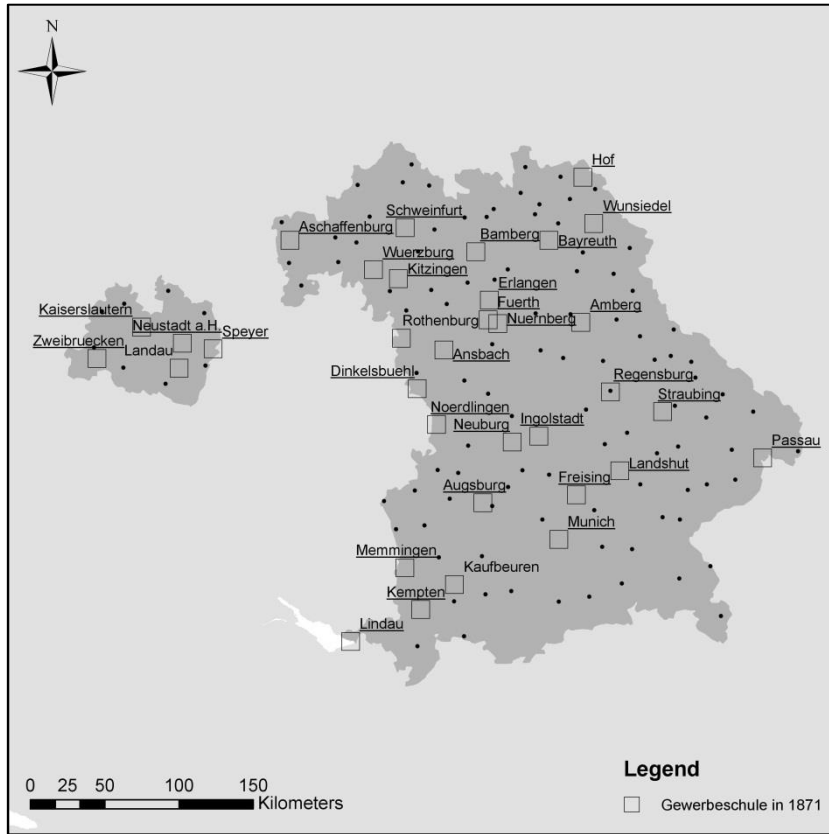 N
Hof
Wunsiedel
Schweinfurt
Aschaffenburg
Bamberg
Bayreuth
Wuerzburg
Kitzingen
Erlangen
Kaiserslautern
Fuerth
Amberg
Neustadt a.H.
Speyer
Rothenburg
Nuernberg
Zweibruecken
Landau
Ansbach
Dinkelsbuehl
Regensburg
Straubing
Noerdlingen
Neuburg
Ingolstadt
Passau
Landshut
Augsburg
Freising
Munich
Memmingen
Kaufbeuren
Kempten
Lindau
Legend
0 25 50 100 150
Kilometers
Gewerbeschule in 1871